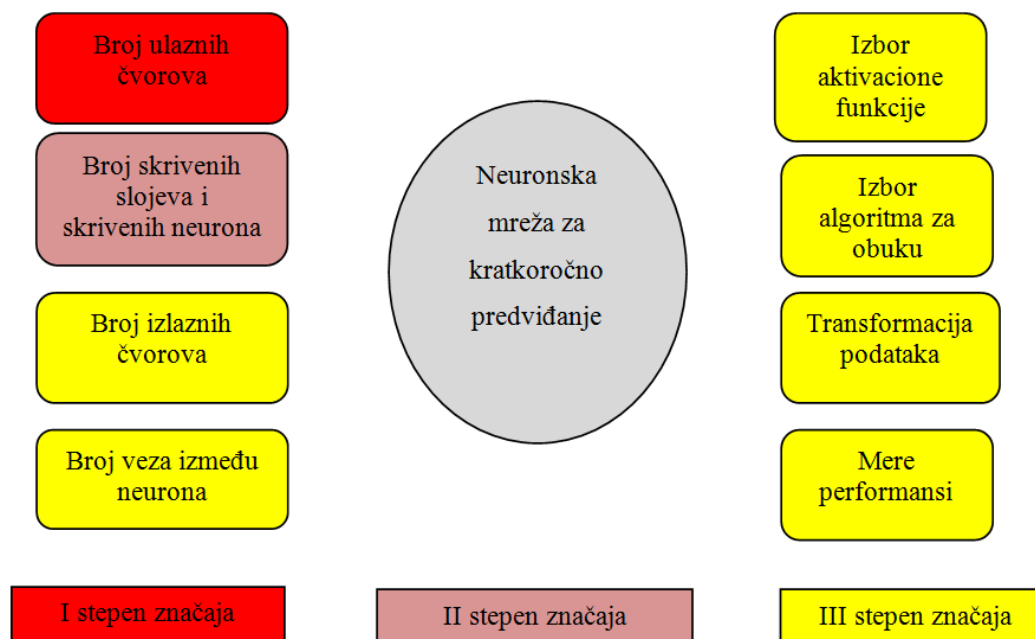 Broj ulaznih
čvorova
Broj skrivenih
slojeva i
skrivenih neurona
Broj izlaznih
čvorova
Broj veza između
neurona
Neuronska
mreža za
kratkoročno
predviđanje
Izbor
aktivacione
funkcije
Izbor
algoritma za
obuku
Transformacija
podataka
Mere
performansi
I stepen značaja
II stepen značaja
III stepen značaja